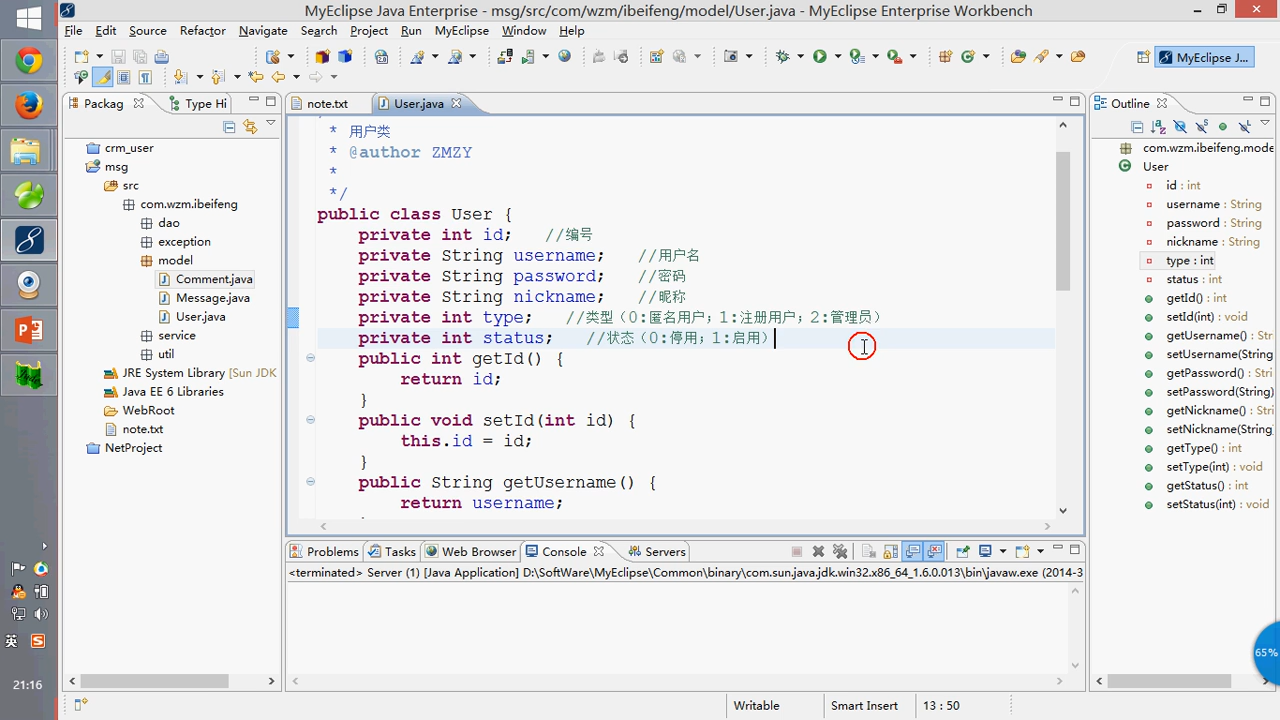 MyEclipse Java Enterprise - msg/src/com/wzm/ibeifeng/model/User.java - MyEclipse Enterprise Workbench
File Edit Source Refactor Navigate Search Project Run MyEclipse Window Help
MyEclipse J...
Packag
Type Hi
crm_user
msg
src
com.wzm.ibeifeng
dao
exception
model
Comment.java
Message.java
User.java
service
util
JRE System Library [Sun JDK
Java EE 6 Libraries
WebRoot
note.txt
NetProject
note.txt
User.java
* 用户类
* @author ZMZY
*
*/
public class User {
private int id; //编号
private String username; //用户名
private String password; //密码
private String nickname; //昵称
private int type; //类型（0:匿名用户；1:注册用户；2:管理员）
private int status; //状态（0:停用；1:启用）
public int getId() {
return id;
}
public void setId(int id) {
this.id = id;
}
public String getUsername() {
return username;
Outline
com.wzm.ibeifeng.mode
User
id : int
username : String
password : String
nickname : String
type : int
status : int
getId() : int
setId(int) : void
getUsername() : Stri
setUsername(String
getPassword() : Stri
setPassword(String)
getNickname() : Stri
setNickname(String
getType() : int
setType(int) : void
getStatus() : int
setStatus(int) : void
Problems
Tasks
Web Browser
Console
Servers
<terminated> Server (1) [Java Application] D:\SoftWare\MyEclipse\Common\binary\com.sun.java.jdk.win32.x86_64_1.6.0.013\bin\javaw.exe (2014-3
65%
英
21:16
Writable
Smart Insert
13 : 50